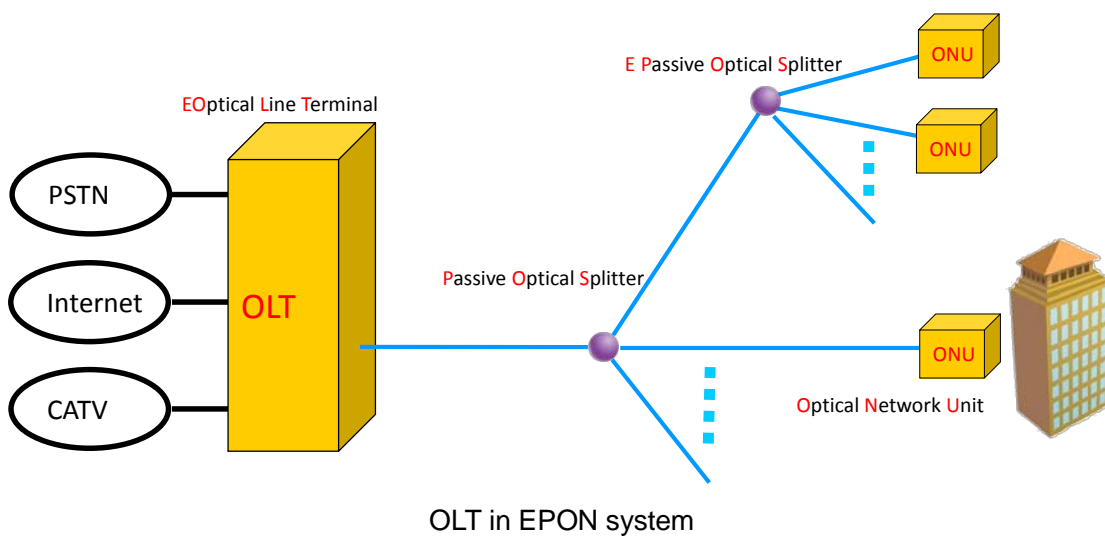 ONU
E Passive Optical Splitter
EOptical Line Terminal
ONU
PSTN
Passive Optical Splitter
Internet
OLT
ONU
CATV
Optical Network Unit
OLT in EPON system